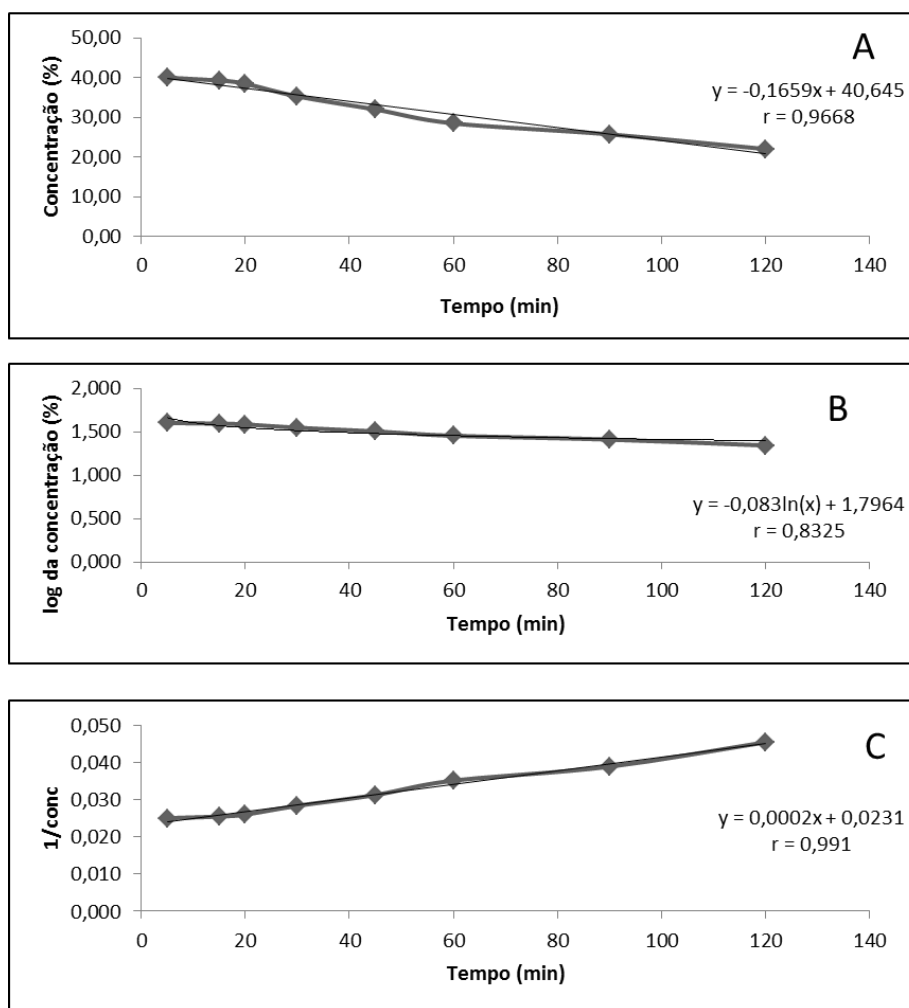 A
Concentração (%)
50,00
40,00
30,00
20,00
10,00
0,00
y = -0,1659x + 40,645
r = 0,9668
0 20 40 60 80 100 120 140
Tempo (min)
B
log da concentração (%)
2,000
1,500
1,000
0,500
0,000
y = -0,083ln(x) + 1,7964
r = 0,8325
0 20 40 60 80 100 120 140
Tempo (min)
C
1/conc
0,050
0,040
0,030
0,020
0,010
0,000
y = 0,0002x + 0,0231
r = 0,991
0 20 40 60 80 100 120 140
Tempo (min)